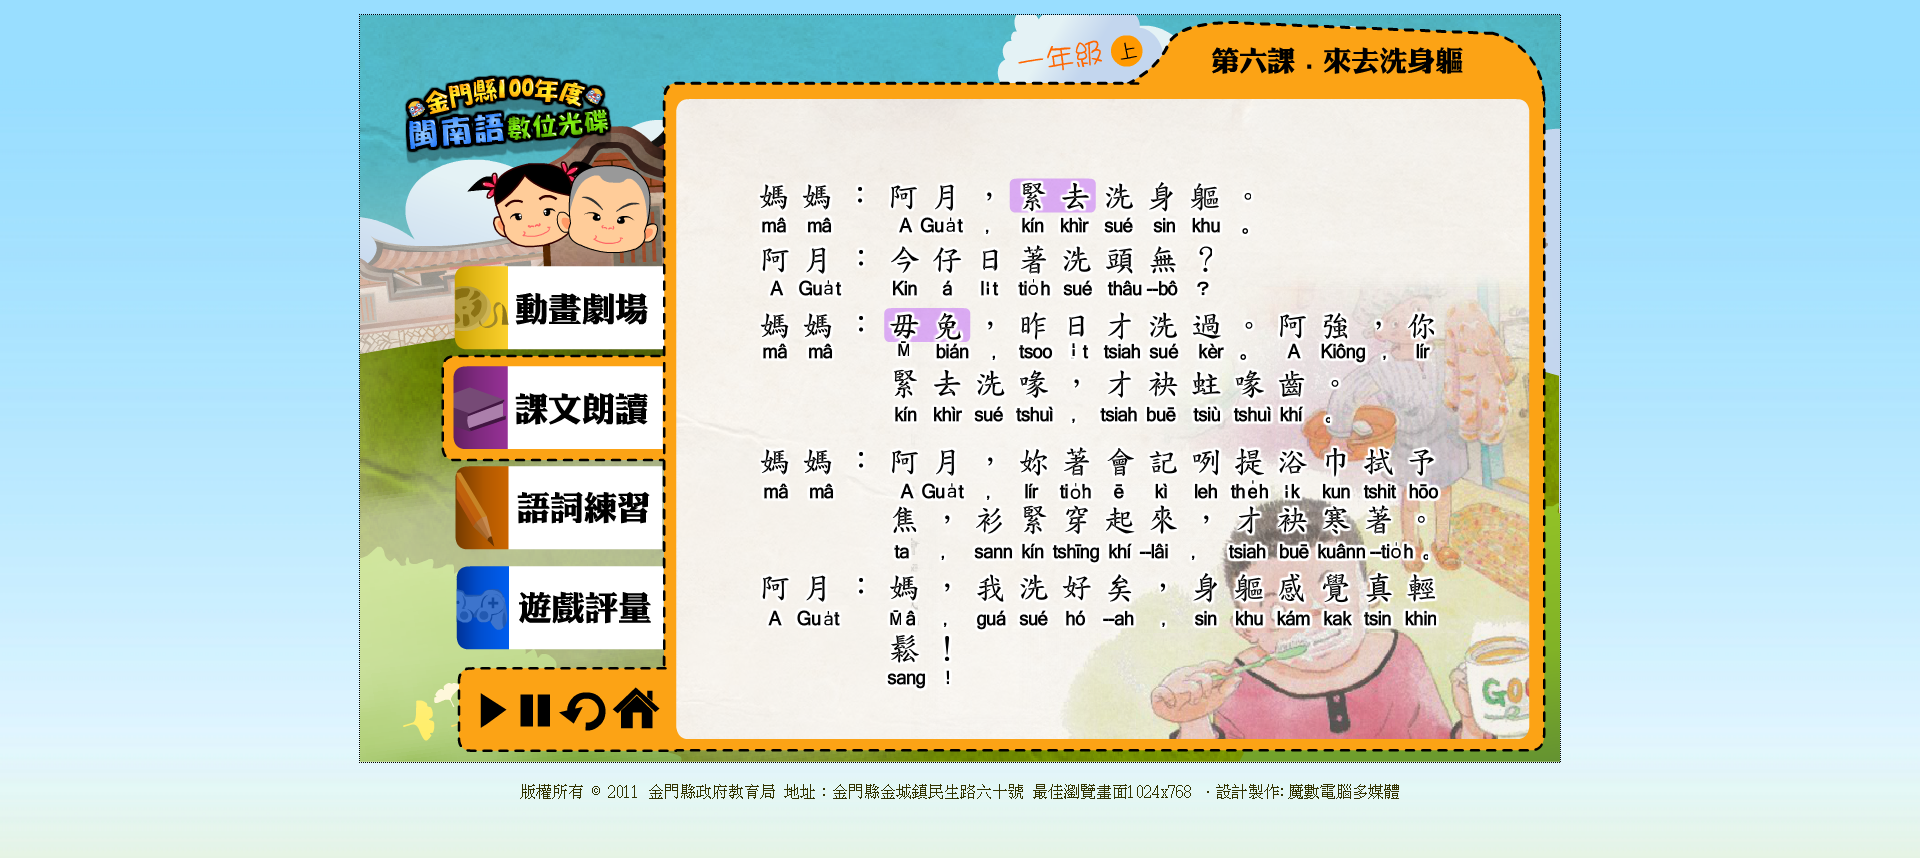 一年級 上
第六課．來去洗身軀
金門縣100年度
閩南語數位光碟
媽媽：阿月，緊去洗身軀。
mâ mâ A Gua̍t , kín khìr sué sin khu 。
阿月：今仔日著洗頭無？
A Gua̍t Kin á li̍t tio̍h sué thâu --bô ?
媽媽：毋免，昨日才洗過。阿強，你
mâ mâ M̄ bián , tsoo i̍t tsiah sué kèr 。 A Kiông , lír
緊去洗喙，才袂蛀喙齒。
kín khìr sué tshuì , tsiah buē tsiù tshuì khí 。
媽媽：阿月，妳著會記咧提浴巾拭予
mâ mâ A Gua̍t , lír tio̍h ē kì leh the̍h i̍k kun tshit hōo
焦，衫緊穿起來，才袂寒著。
ta , sann kín tshīng khí --lâi , tsiah buē kuânn --tio̍h 。
阿月：媽，我洗好矣，身軀感覺真輕
A Gua̍t M̄â , guá sué hó --ah , sin khu kám kak tsin khin
鬆！
sang !
動畫劇場
課文朗讀
語詞練習
遊戲評量
GOO
版權所有 © 2011 金門縣政府教育局 地址：金門縣金城鎮民生路六十號 最佳瀏覽畫面1024x768 ‧設計製作: 魔數電腦多媒體